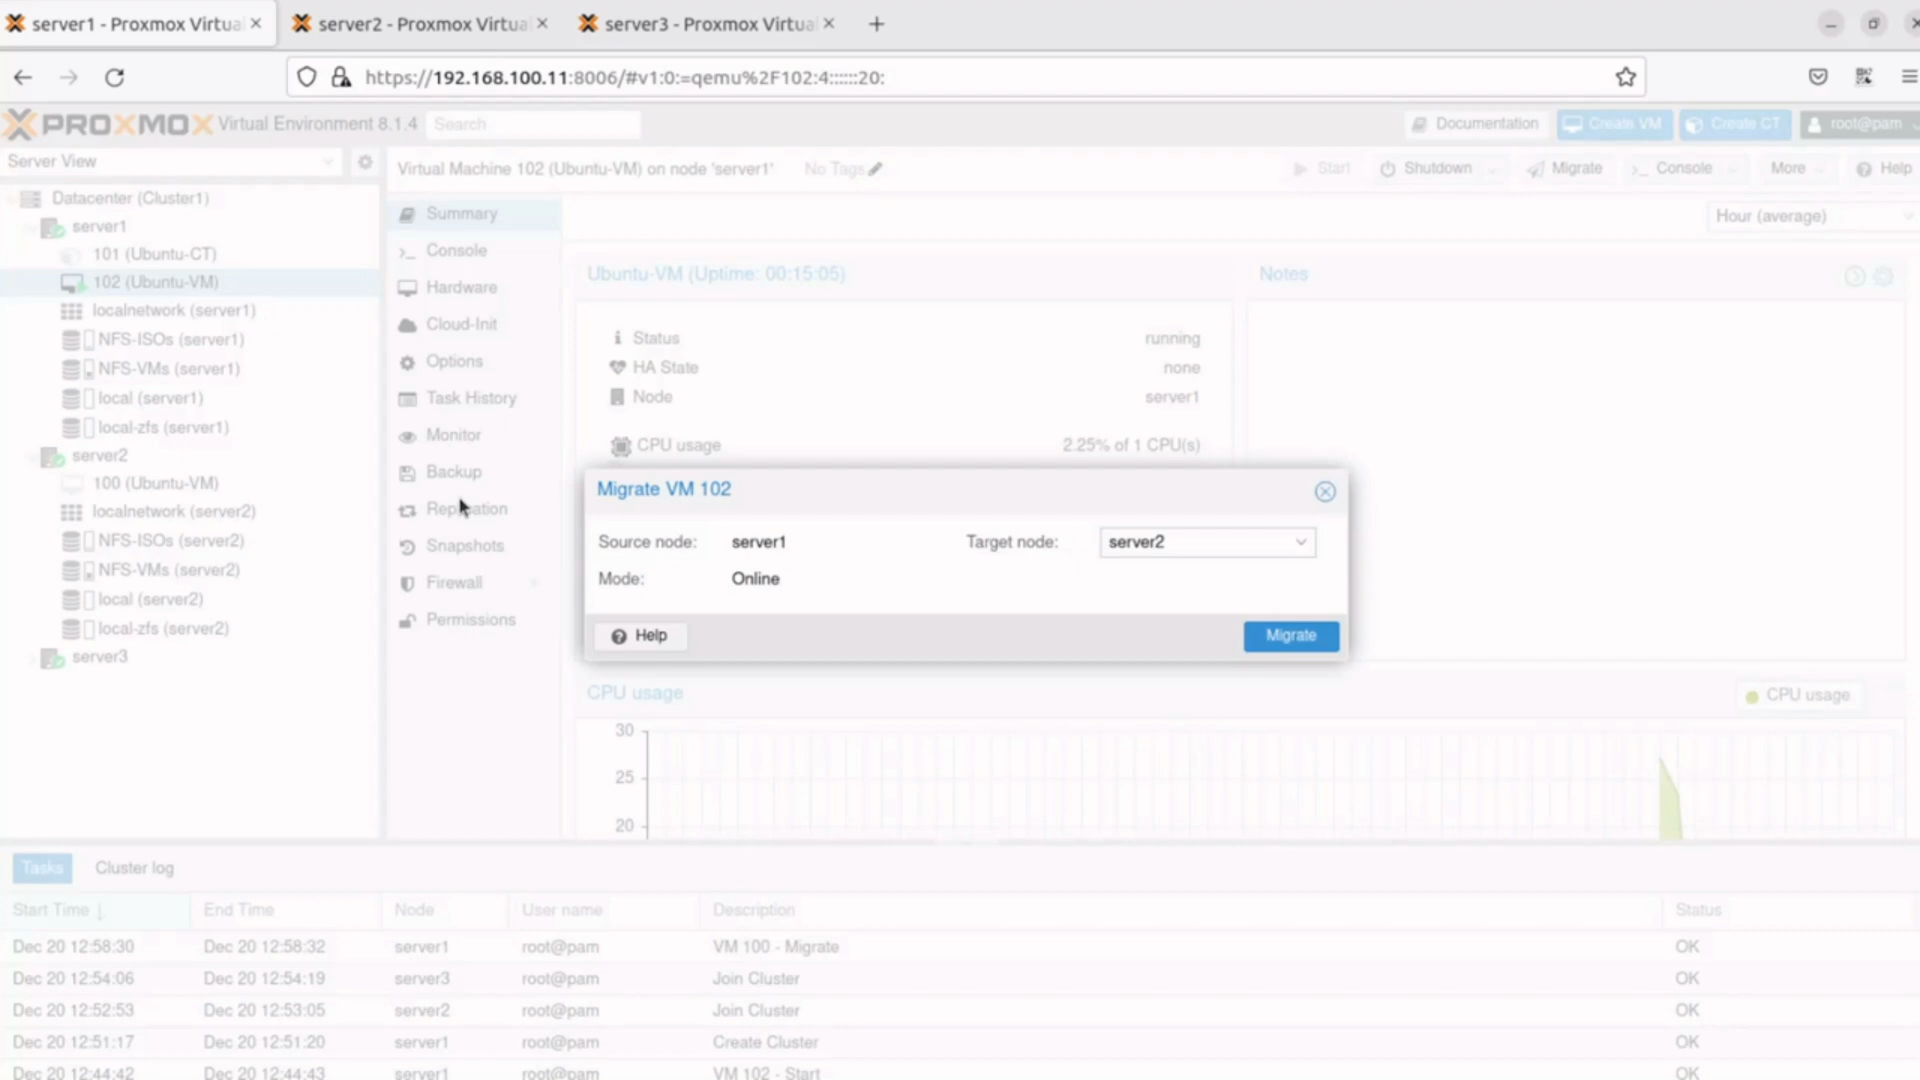 server1 - Proxmox Virtual
server2 - Proxmox Virtual
server3 - Proxmox Virtual
https://192.168.100.11:8006/#v1:0:=qemu%2F102:4::::::20:
PROXMOX Virtual Environment 8.1.4
Search
Documentation
Create VM
Create CT
root@pam
Server View
Virtual Machine 102 (Ubuntu-VM) on node 'server1'
No Tags
Start
Shutdown
Migrate
Console
More
Help
Datacenter (Cluster1)
server1
101 (Ubuntu-CT)
102 (Ubuntu-VM)
localnetwork (server1)
NFS-ISOs (server1)
NFS-VMs (server1)
local (server1)
local-zfs (server1)
server2
100 (Ubuntu-VM)
localnetwork (server2)
NFS-ISOs (server2)
NFS-VMs (server2)
local (server2)
local-zfs (server2)
server3
Summary
Console
Hardware
Cloud-Init
Options
Task History
Monitor
Backup
Replication
Snapshots
Firewall
Permissions
Hour (average)
Ubuntu-VM (Uptime: 00:15:05)
Status running
HA State none
Node server1
CPU usage 2.25% of 1 CPU(s)
Notes
Migrate VM 102
Source node: server1
Target node: server2
Mode: Online
Help
Migrate
CPU usage
CPU usage
30
25
20
Tasks
Cluster log
Start Time End Time Node User name Description Status
Dec 20 12:58:30 Dec 20 12:58:32 server1 root@pam VM 100 - Migrate OK
Dec 20 12:54:06 Dec 20 12:54:19 server3 root@pam Join Cluster OK
Dec 20 12:52:53 Dec 20 12:53:05 server2 root@pam Join Cluster OK
Dec 20 12:51:17 Dec 20 12:51:20 server1 root@pam Create Cluster OK
Dec 20 12:44:42 Dec 20 12:44:43 server1 root@pam VM 102 - Start OK